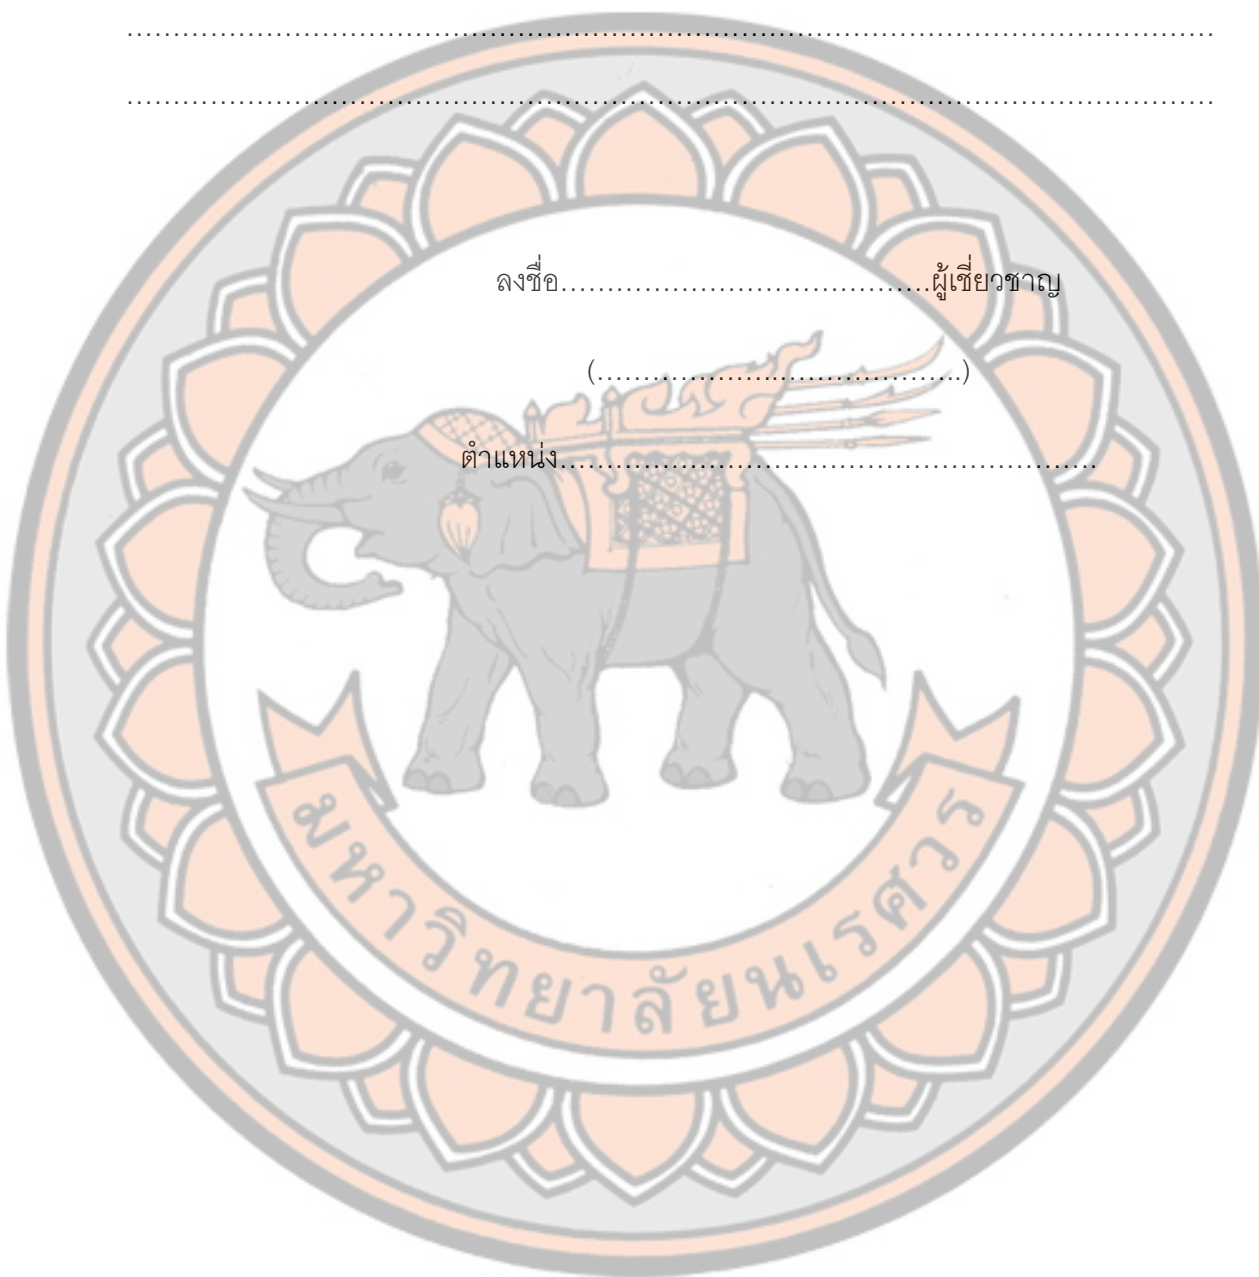 ........................................................................................................................
........................................................................................................................
ลงชื่อ........................................ผู้เชี่ยวชาญ
(........................................)
ตำแหน่ง..........................................................
มหาวิทยาลัยนเรศวร